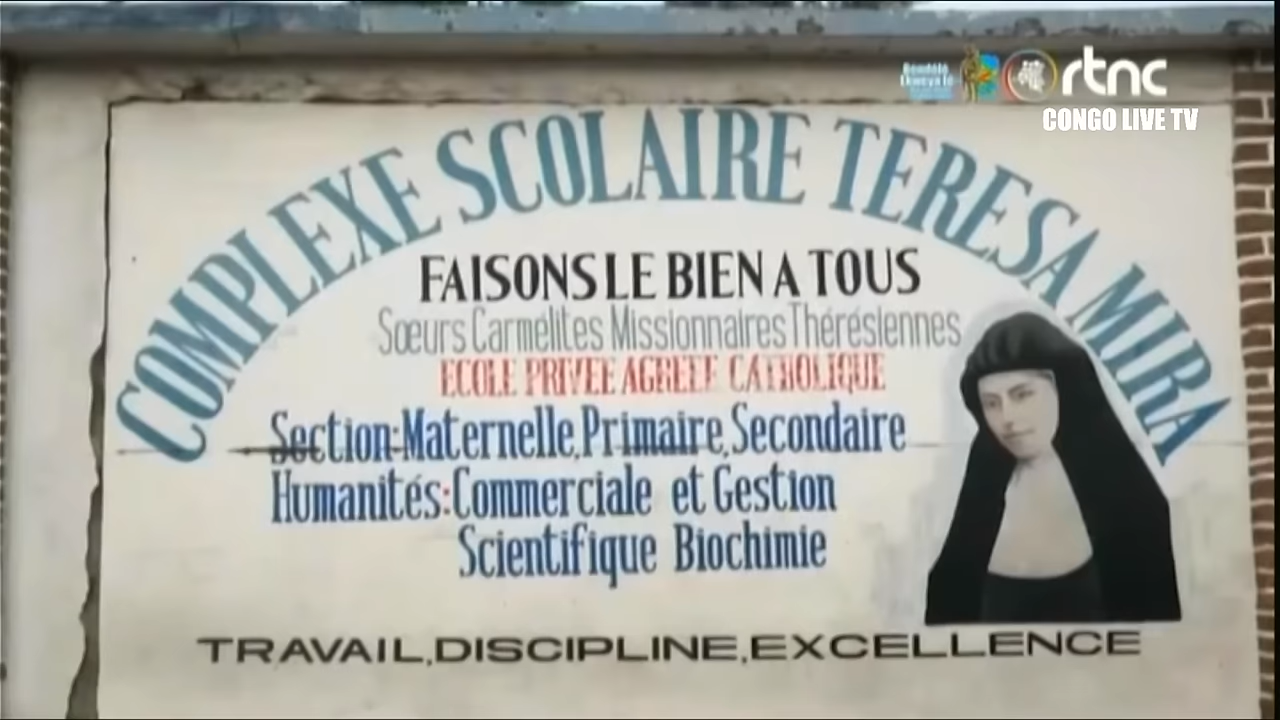 rtnc
CONGO LIVE TV
COMPLEXE SCOLAIRE TERESA MIRA
FAISONS LE BIEN A TOUS
Sœurs Carmélites Missionnaires Thérésiennes
ECOLE PRIVEE AGREEE CATHOLIQUE
Section:Maternelle,Primaire,Secondaire
Humanités:Commerciale et Gestion
Scientifique Biochimie
TRAVAIL,DISCIPLINE,EXCELLENCE